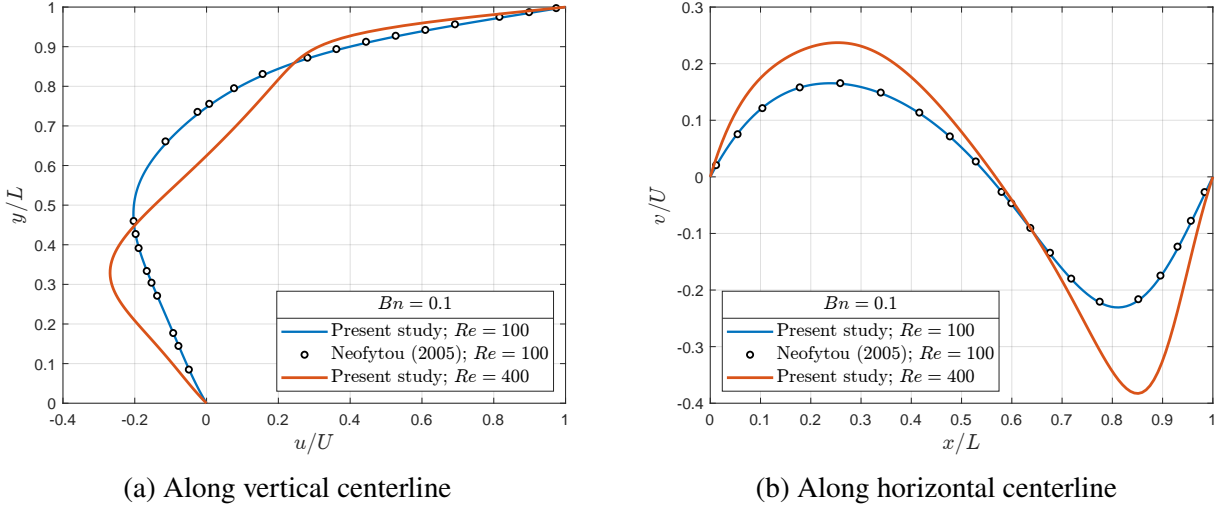 1
0.9
0.8
0.7
0.6
0.5
0.4
0.3
0.2
0.1
0
y/L
-0.4 -0.2 0 0.2 0.4 0.6 0.8 1
u/U
Bn = 0.1
Present study; Re = 100
Neofytou (2005); Re = 100
Present study; Re = 400
(a) Along vertical centerline
0.3
0.2
0.1
0
-0.1
-0.2
-0.3
-0.4
v/U
0 0.1 0.2 0.3 0.4 0.5 0.6 0.7 0.8 0.9 1
x/L
Bn = 0.1
Present study; Re = 100
Neofytou (2005); Re = 100
Present study; Re = 400
(b) Along horizontal centerline